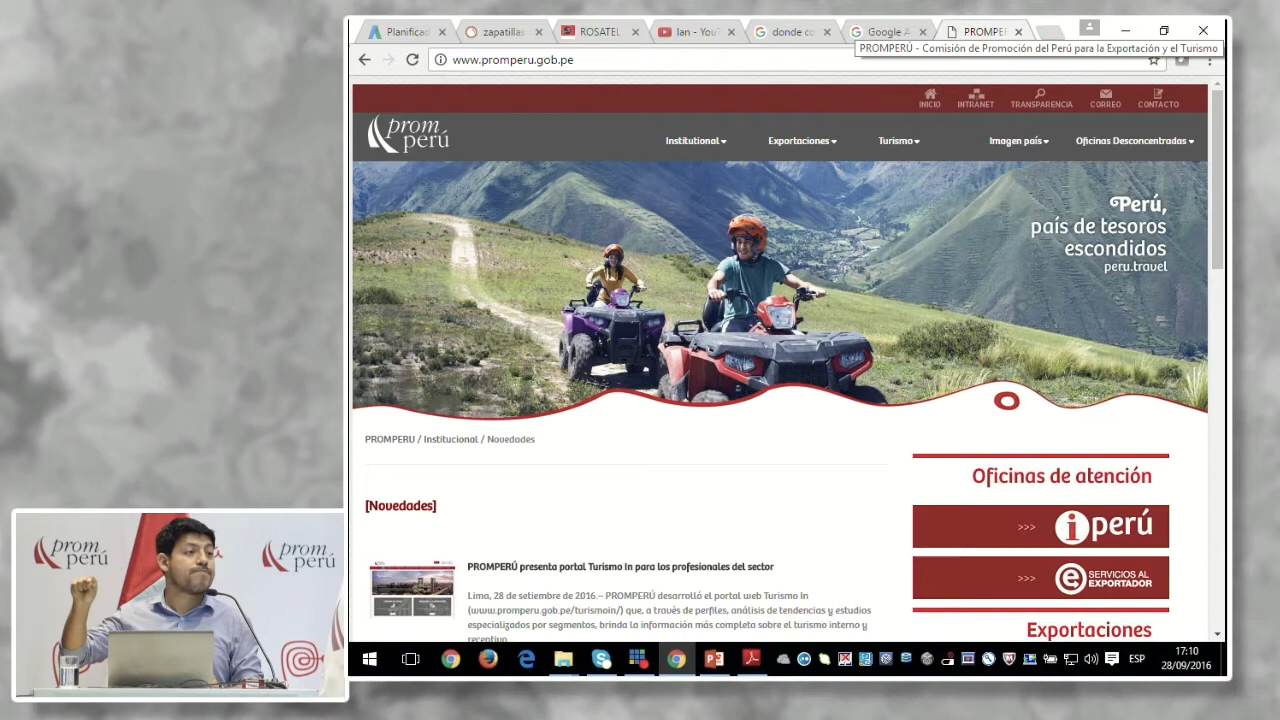 Planificad
zapatillas
ROSATEL
Ian - YouT
donde co
Google A
PROMPER
PROMPERÚ - Comisión de Promoción del Perú para la Exportación y el Turismo
www.promperu.gob.pe
INICIO
INTRANET
TRANSPARENCIA
CORREO
CONTACTO
prom
perú
Institucional
Exportaciones
Turismo
Imagen país
Oficinas Desconcentradas
Perú,
país de tesoros
escondidos
peru.travel
PROMPERU / Institucional / Novedades
[Novedades]
PROMPERÚ presenta portal Turismo In para los profesionales del sector
Lima, 28 de setiembre de 2016.– PROMPERÚ desarrolló el portal web Turismo In
(www.promperu.gob.pe/turismoin/) que, a través de perfiles, análisis de tendencias y estudios
especializados por segmentos, brinda la información más completa sobre el turismo interno y
receptivo
Oficinas de atención
>>> iperú
>>> e SERVICIOS AL
EXPORTADOR
Exportaciones
prom
perú
prom
perú
ESP
17:10
28/09/2016